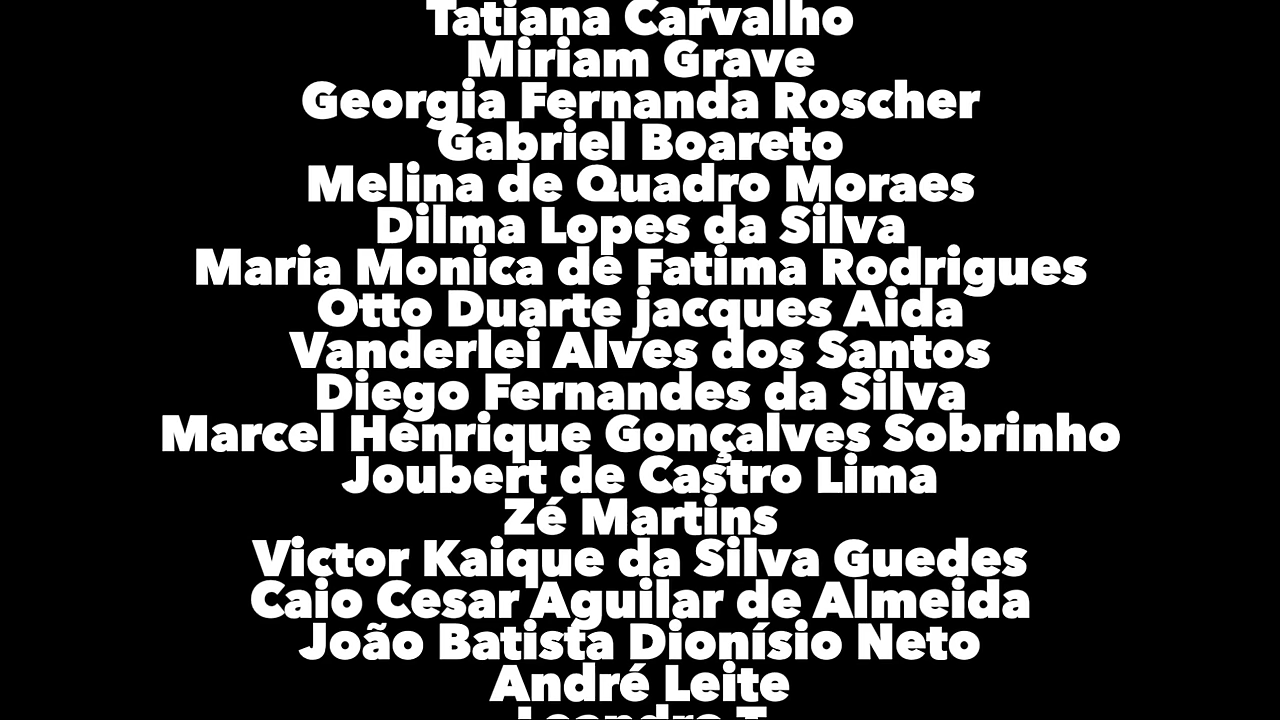 Tatiana Carvalho
Miriam Grave
Georgia Fernanda Roscher
Gabriel Boareto
Melina de Quadro Moraes
Dilma Lopes da Silva
Maria Monica de Fatima Rodrigues
Otto Duarte jacques Aida
Vanderlei Alves dos Santos
Diego Fernandes da Silva
Marcel Henrique Gonçalves Sobrinho
Joubert de Castro Lima
Zé Martins
Victor Kaique da Silva Guedes
Caio Cesar Aguilar de Almeida
João Batista Dionísio Neto
André Leite